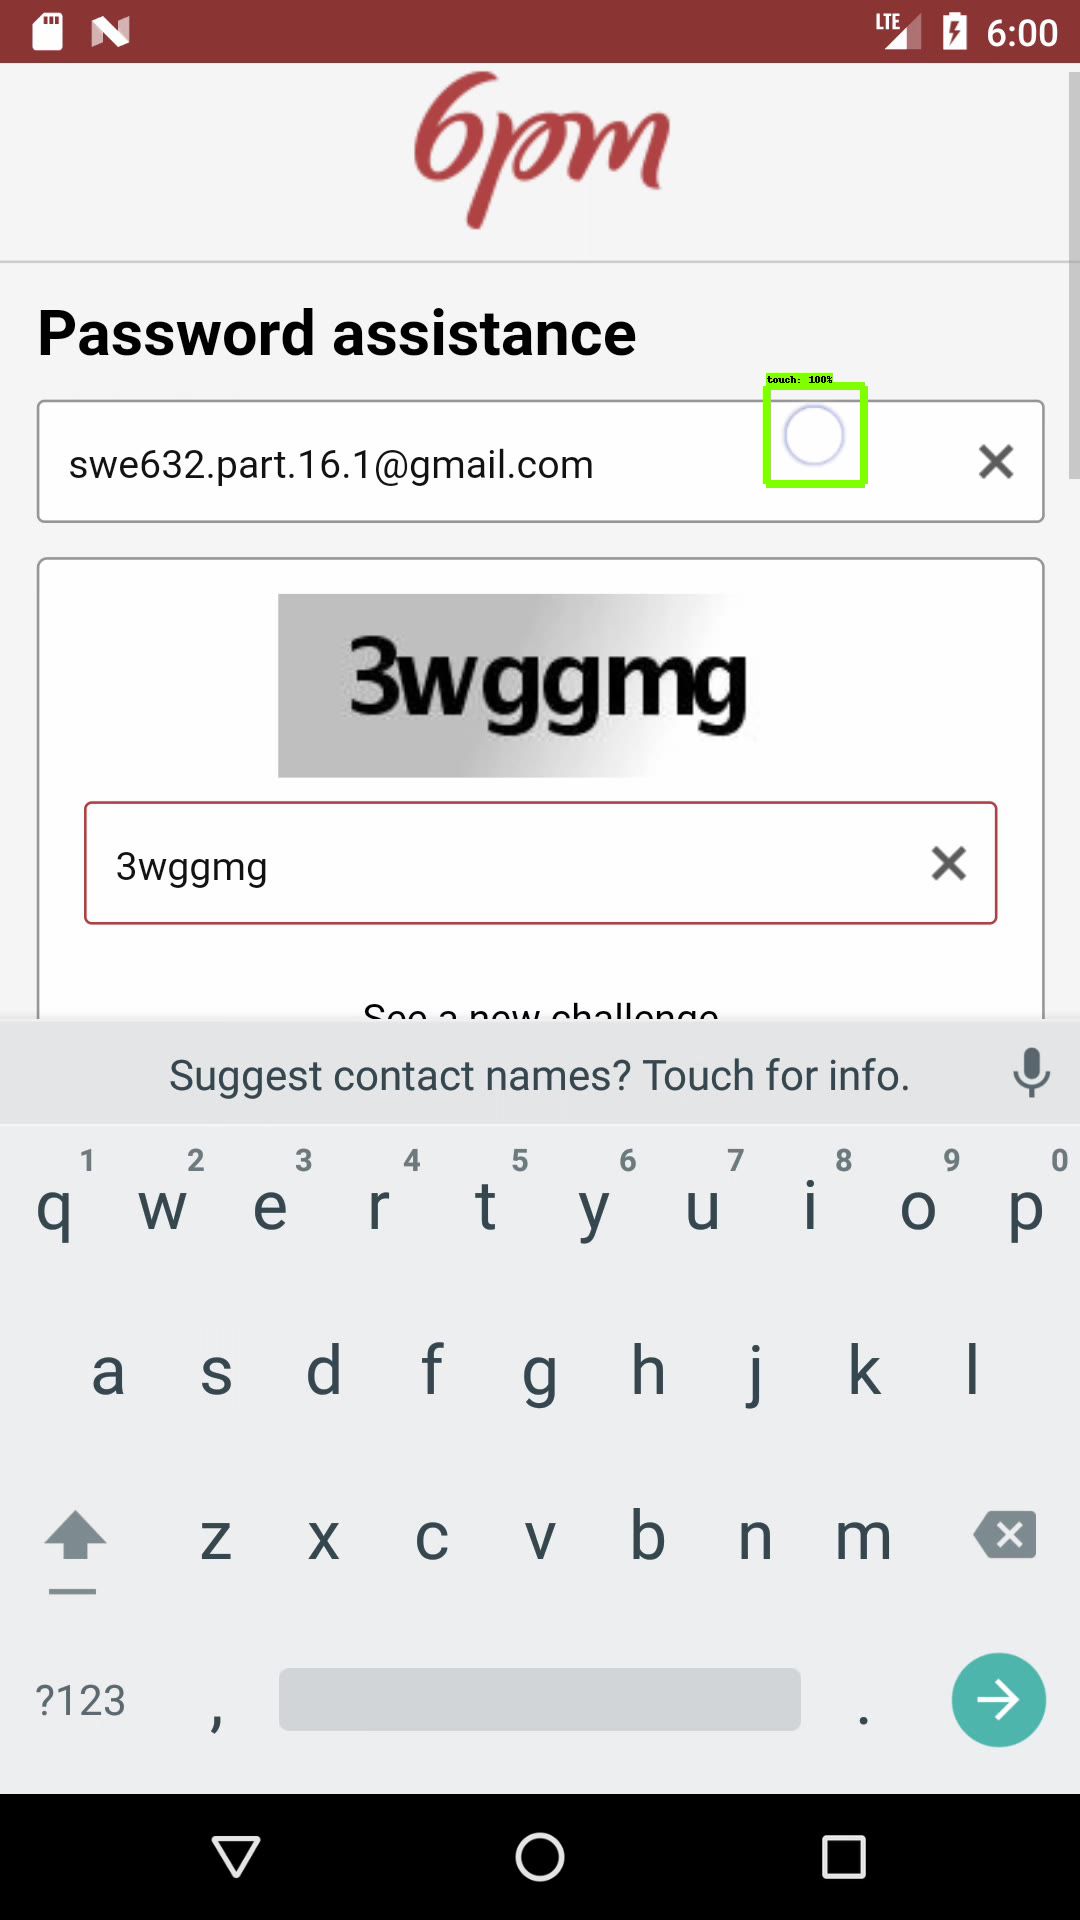 LTE 6:00
6pm
Password assistance
touch: 100%
swe632.part.16.1@gmail.com
3wggmg
3wggmg
See a new challenge
Suggest contact names? Touch for info.
1 2 3 4 5 6 7 8 9 0
q w e r t y u i o p
a s d f g h j k l
z x c v b n m
?123 , .